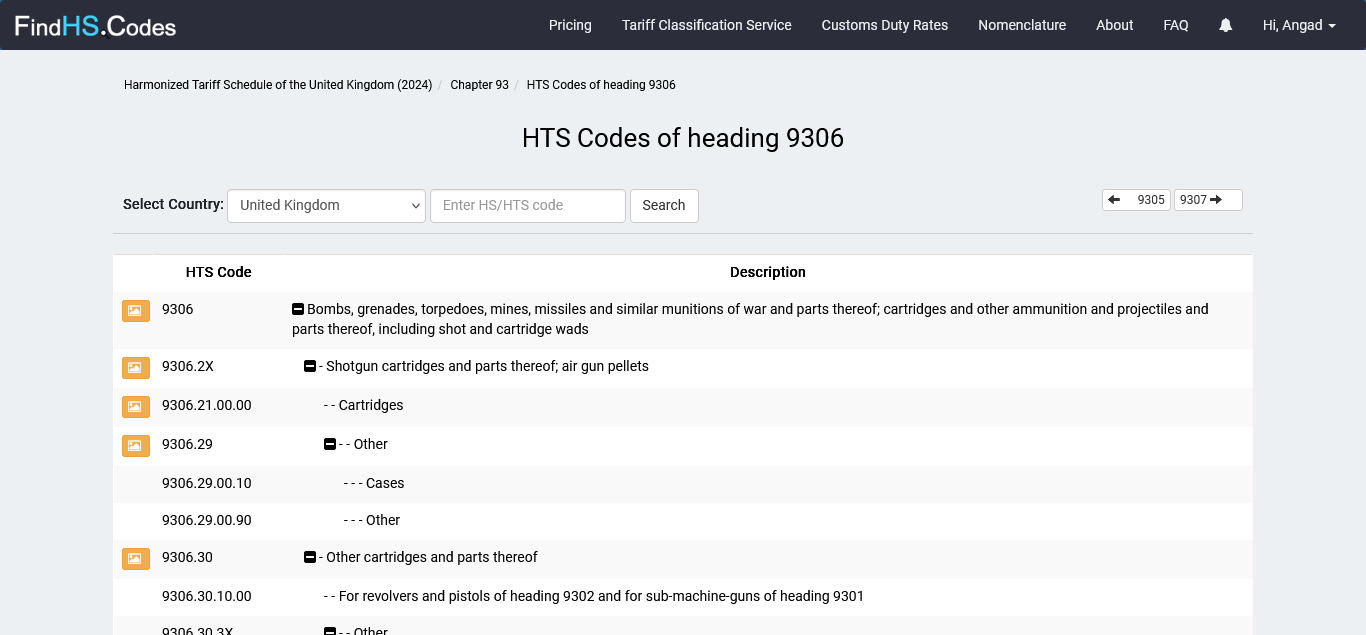 FindHS.Codes
Pricing Tariff Classification Service Customs Duty Rates Nomenclature About FAQ Hi, Angad
Harmonized Tariff Schedule of the United Kingdom (2024) / Chapter 93 / HTS Codes of heading 9306
HTS Codes of heading 9306
Select Country: United Kingdom Enter HS/HTS code Search 9305 9307
HTS Code Description
9306 Bombs, grenades, torpedoes, mines, missiles and similar munitions of war and parts thereof; cartridges and other ammunition and projectiles and
parts thereof, including shot and cartridge wads
9306.2X - Shotgun cartridges and parts thereof; air gun pellets
9306.21.00.00 - - Cartridges
9306.29 - - Other
9306.29.00.10 - - - Cases
9306.29.00.90 - - - Other
9306.30 - Other cartridges and parts thereof
9306.30.10.00 - - For revolvers and pistols of heading 9302 and for sub-machine-guns of heading 9301
9306.30.3X - - Other